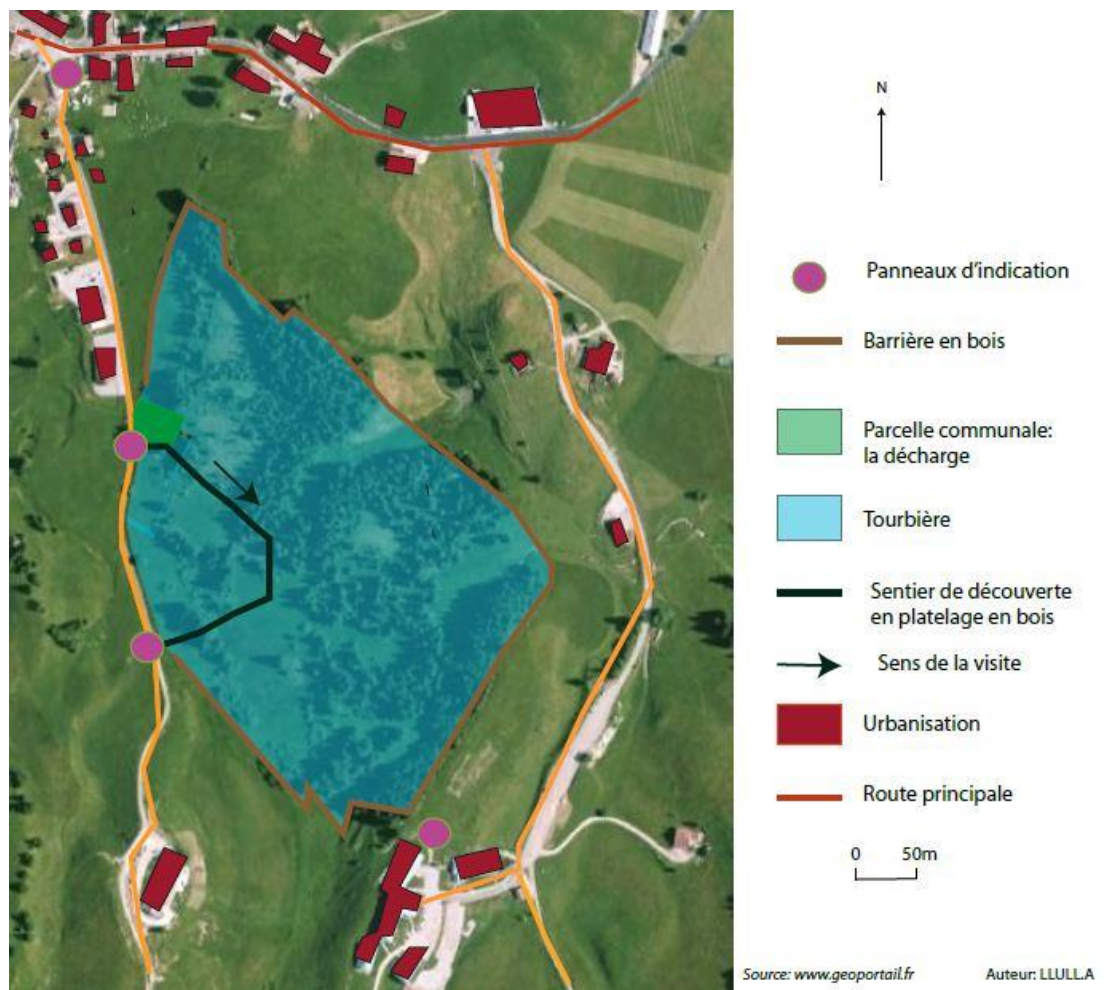 N
Panneaux d'indication
Barrière en bois
Parcelle communale:
la décharge
Tourbière
Sentier de découverte
en platelage en bois
Sens de la visite
Urbanisation
Route principale
0 50m
Source: www.geoportail.fr Auteur: LLULL.A